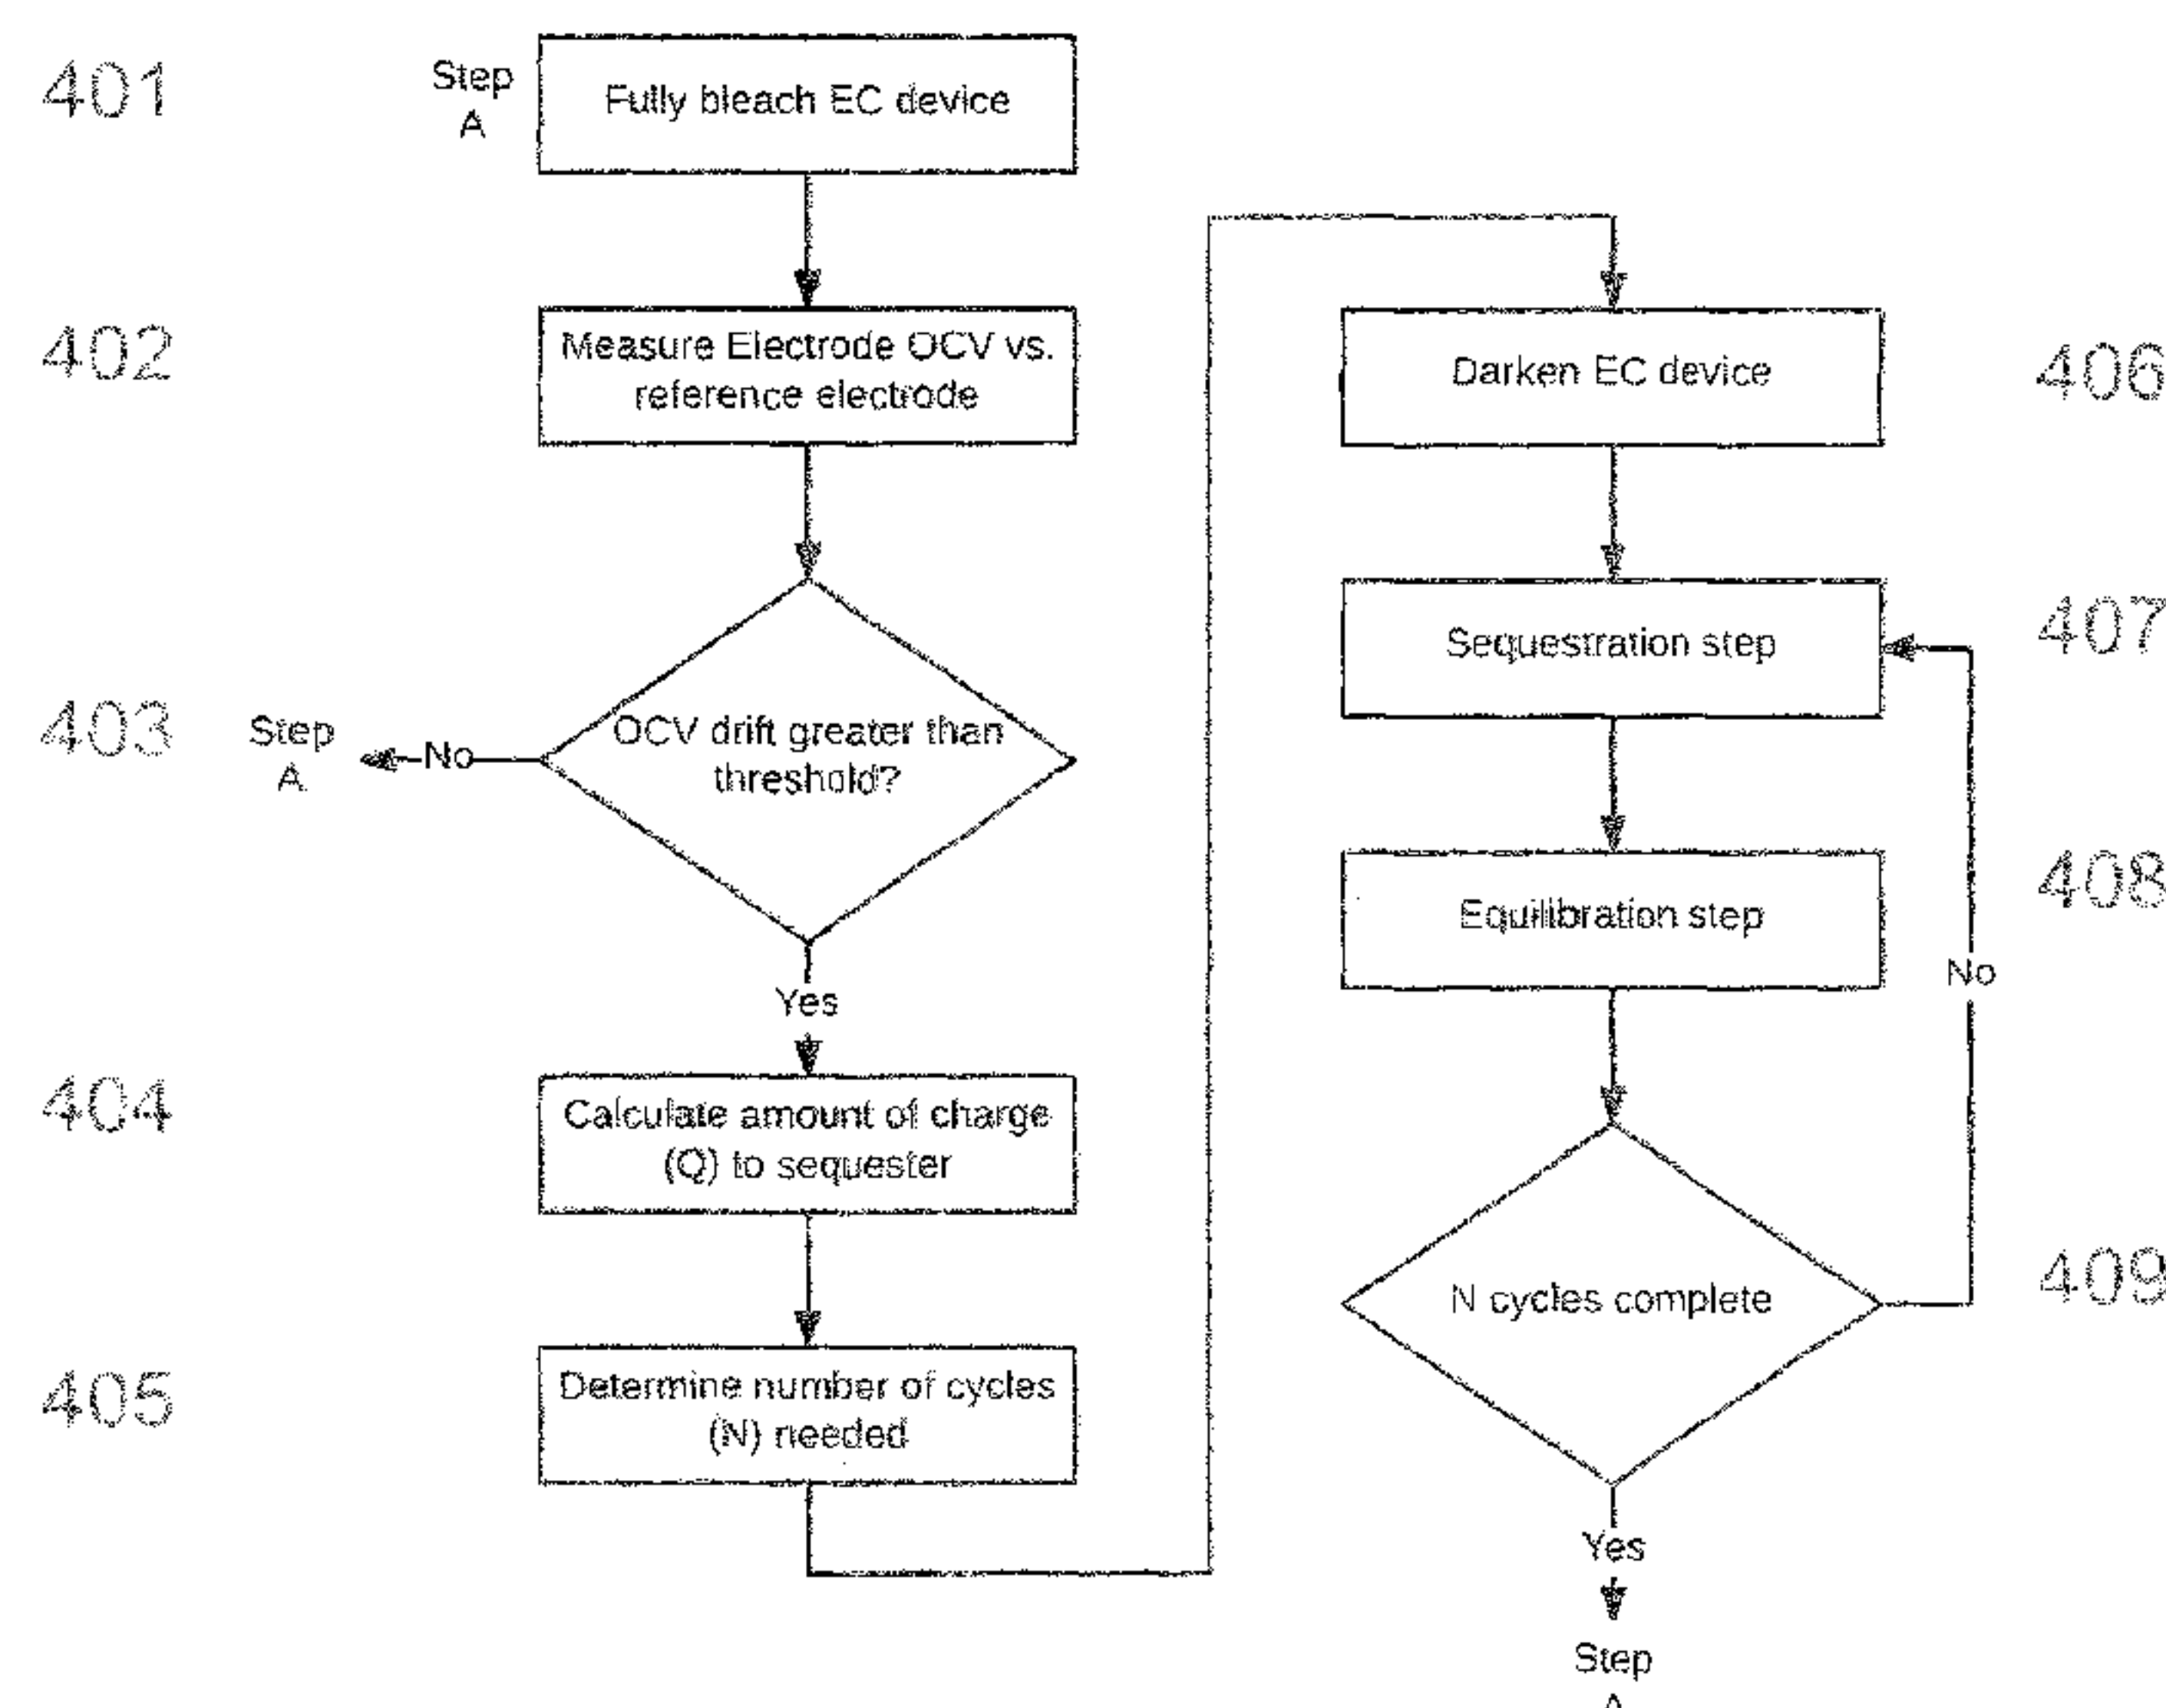 401
Step
A
Fully bleach EC device
402
Measure Electrode OCV vs.
reference electrode
403
Step
A
No
OCV drift greater than
threshold?
Yes
404
Calculate amount of charge
(Q) to sequester
405
Determine number of cycles
(N) needed
Darken EC device
406
Sequestration step
407
Equilibration step
408
No
N cycles complete
409
Yes
Step
A